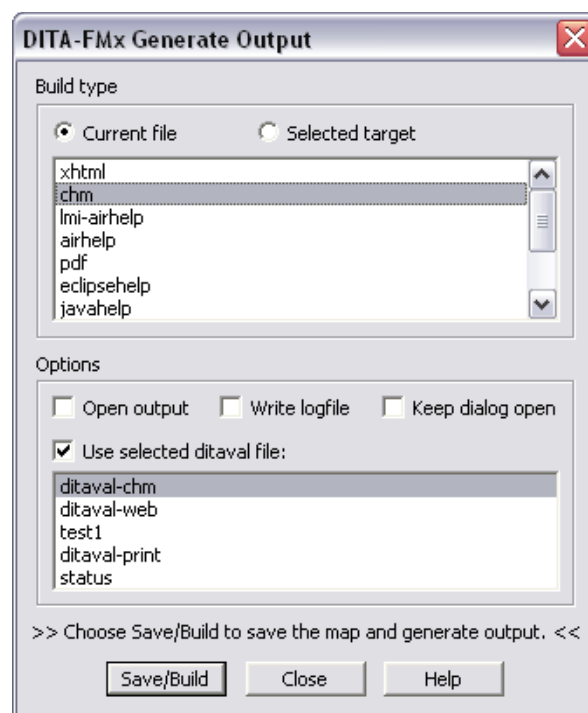 DITA-FMx Generate Output
Build type
Current file
Selected target
xhtml
chm
lmi-airhelp
airhelp
pdf
eclipsehelp
javahelp
Options
Open output
Write logfile
Keep dialog open
Use selected ditaval file:
ditaval-chm
ditaval-web
test1
ditaval-print
status
>> Choose Save/Build to save the map and generate output. <<
Save/Build
Close
Help